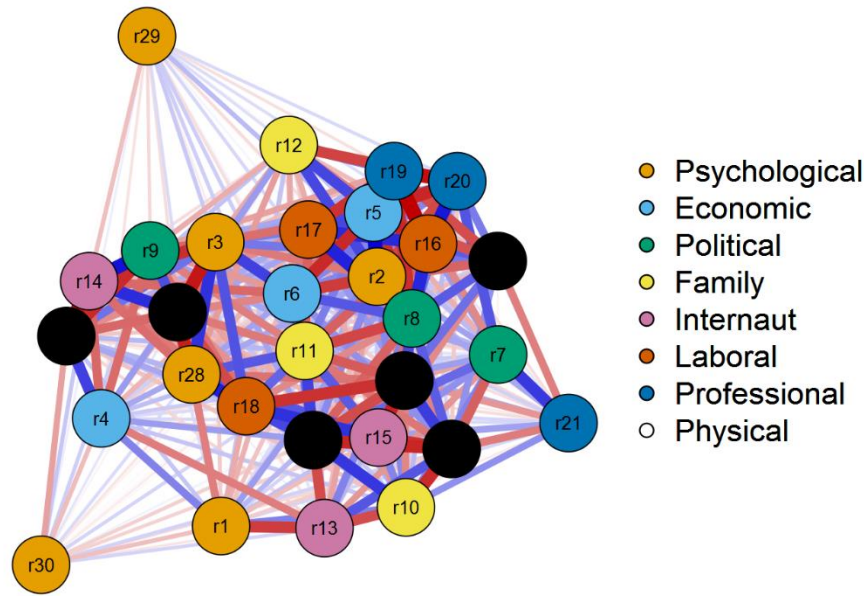 r29
r12
r19
r20
r5
r17
r3
r9
r16
r14
r2
r6
r8
r11
r7
r28
r18
r4
r21
r15
r10
r1
r13
r30
Psychological
Economic
Political
Family
Internaut
Laboral
Professional
Physical